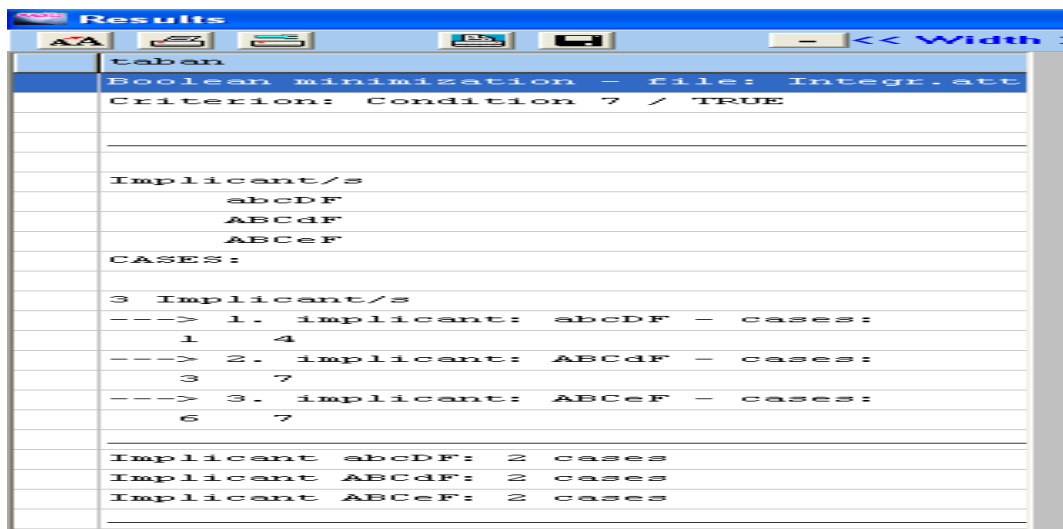 Results
AAA
- << Width
taban
Boolean minimization - file: Integr.att
Criterion: Condition 7 / TRUE
Implicant/s
abcDF
ABCdF
ABCeF
CASES:
3 Implicant/s
---> 1. implicant: abcDF - cases:
1 4
---> 2. implicant: ABCdF - cases:
3 7
---> 3. implicant: ABCeF - cases:
6 7
Implicant abcDF: 2 cases
Implicant ABCdF: 2 cases
Implicant ABCeF: 2 cases